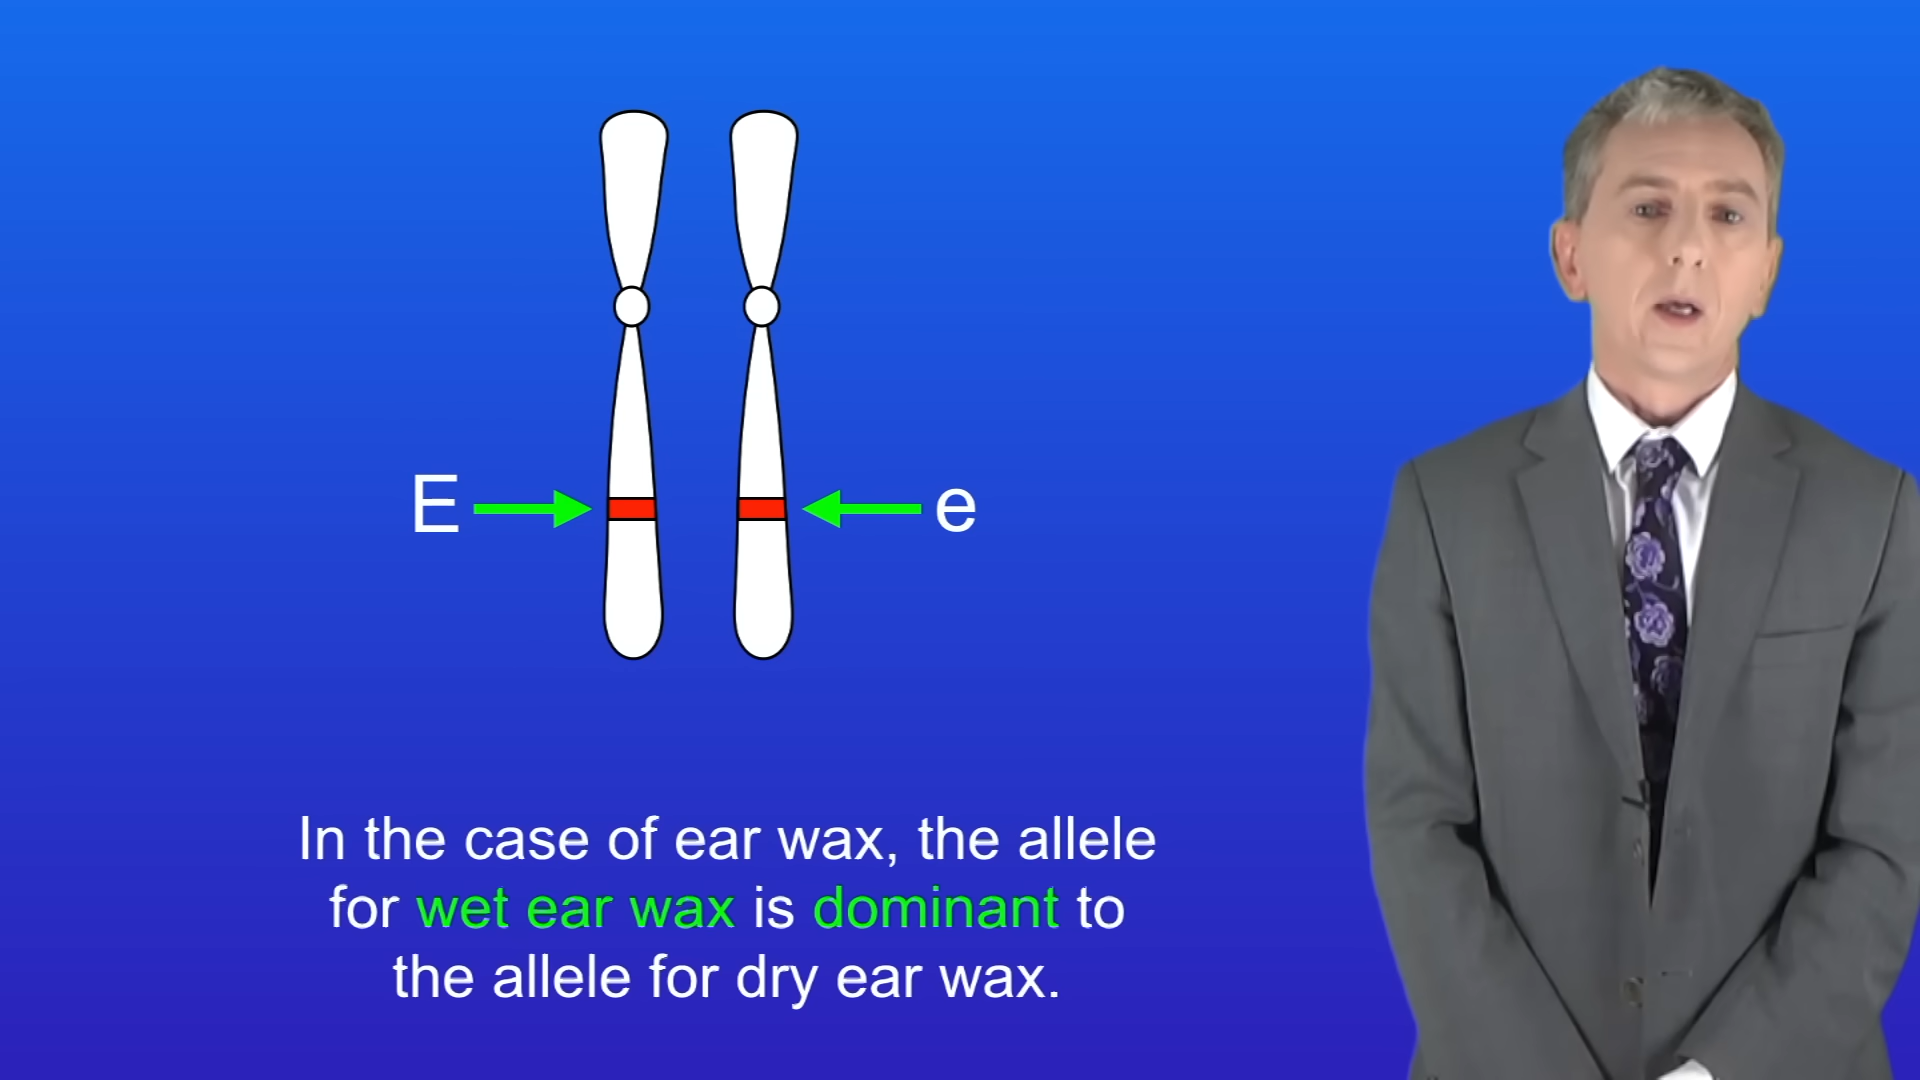 E e
In the case of ear wax, the allele
for wet ear wax is dominant to
the allele for dry ear wax.